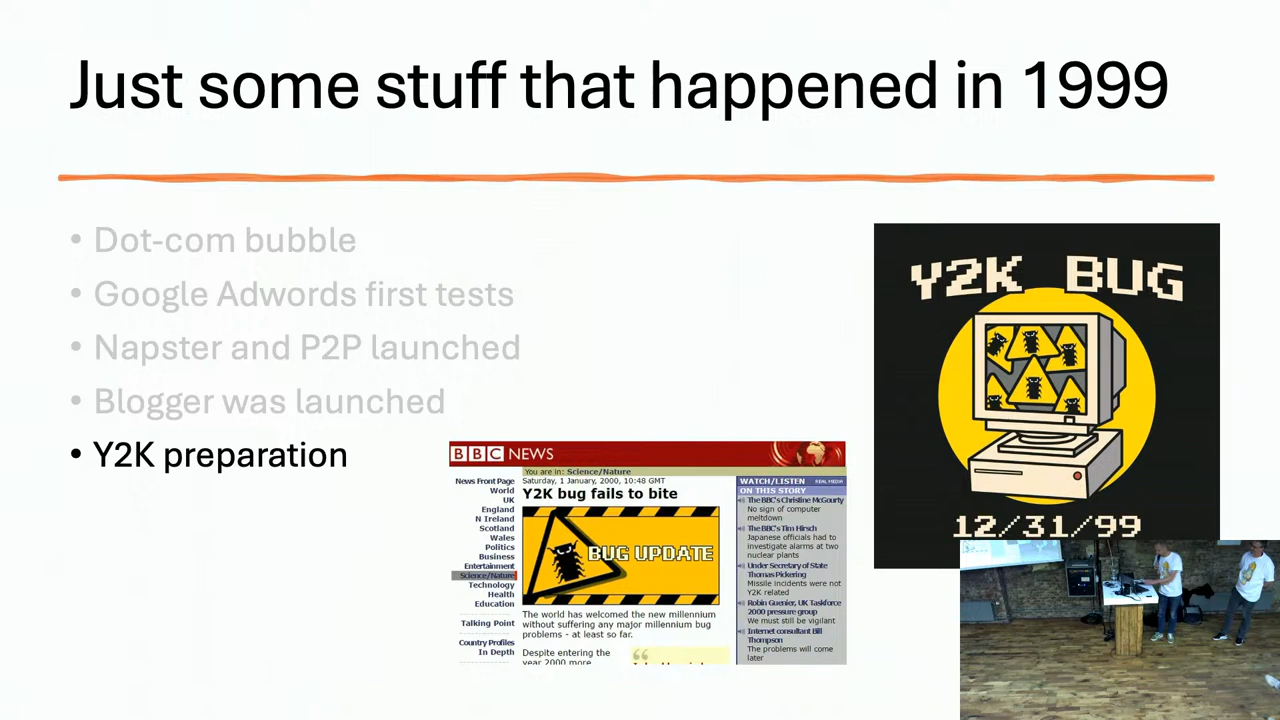 Just some stuff that happened in 1999
• Dot-com bubble
• Google Adwords first tests
• Napster and P2P launched
• Blogger was launched
• Y2K preparation
Y2K BUG
12/31/99
BBC NEWS
You are in: Science/Nature
News Front Page
World
UK
England
N Ireland
Scotland
Wales
Politics
Business
Entertainment
Science/Nature
Technology
Health
Education
Talking Point
Country Profiles
In Depth
Saturday, 1 January, 2000, 10:48 GMT
Y2K bug fails to bite
BUG UPDATE
The world has welcomed the new millennium
without suffering any major millennium bug
problems - at least so far.
Despite entering the
year 2000 more
WATCH/LISTEN
REAL MEDIA
ON THIS STORY
The BBC's Christine McGourty
No sign of computer
meltdown
The BBC's Tim Hirsch
Japanese officials had to
investigate alarms at two
nuclear plants
Under Secretary of State
Thomas Pickering
Missile incidents were not
Y2K related
Robin Guenier, UK Taskforce
2000 pressure group
We must still be vigilant
Internet consultant Bill
Thompson
The problems will come
later